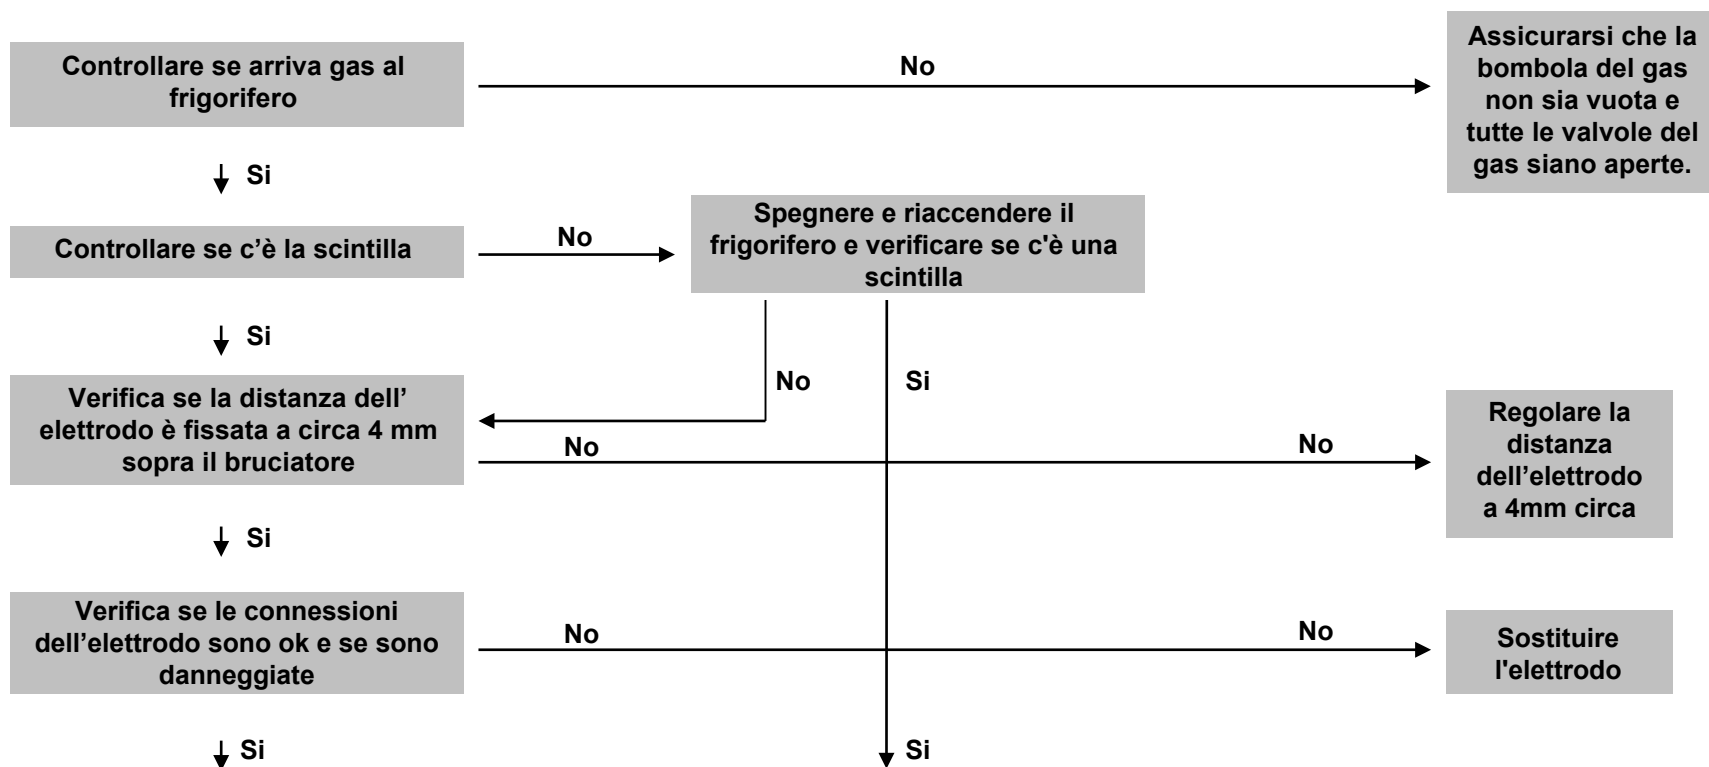 Controllare se arriva gas al
frigorifero
No
Assicurarsi che la
bombola del gas
non sia vuota e
tutte le valvole del
gas siano aperte.
Si
Controllare se c’è la scintilla
No
Spegnere e riaccendere il
frigorifero e verificare se c'è una
scintilla
Si
No
Si
Verifica se la distanza dell’
elettrodo è fissata a circa 4 mm
sopra il bruciatore
No
No
Regolare la
distanza
dell’elettrodo
a 4mm circa
Si
Verifica se le connessioni
dell’elettrodo sono ok e se sono
danneggiate
No
No
Sostituire
l'elettrodo
Si
Si